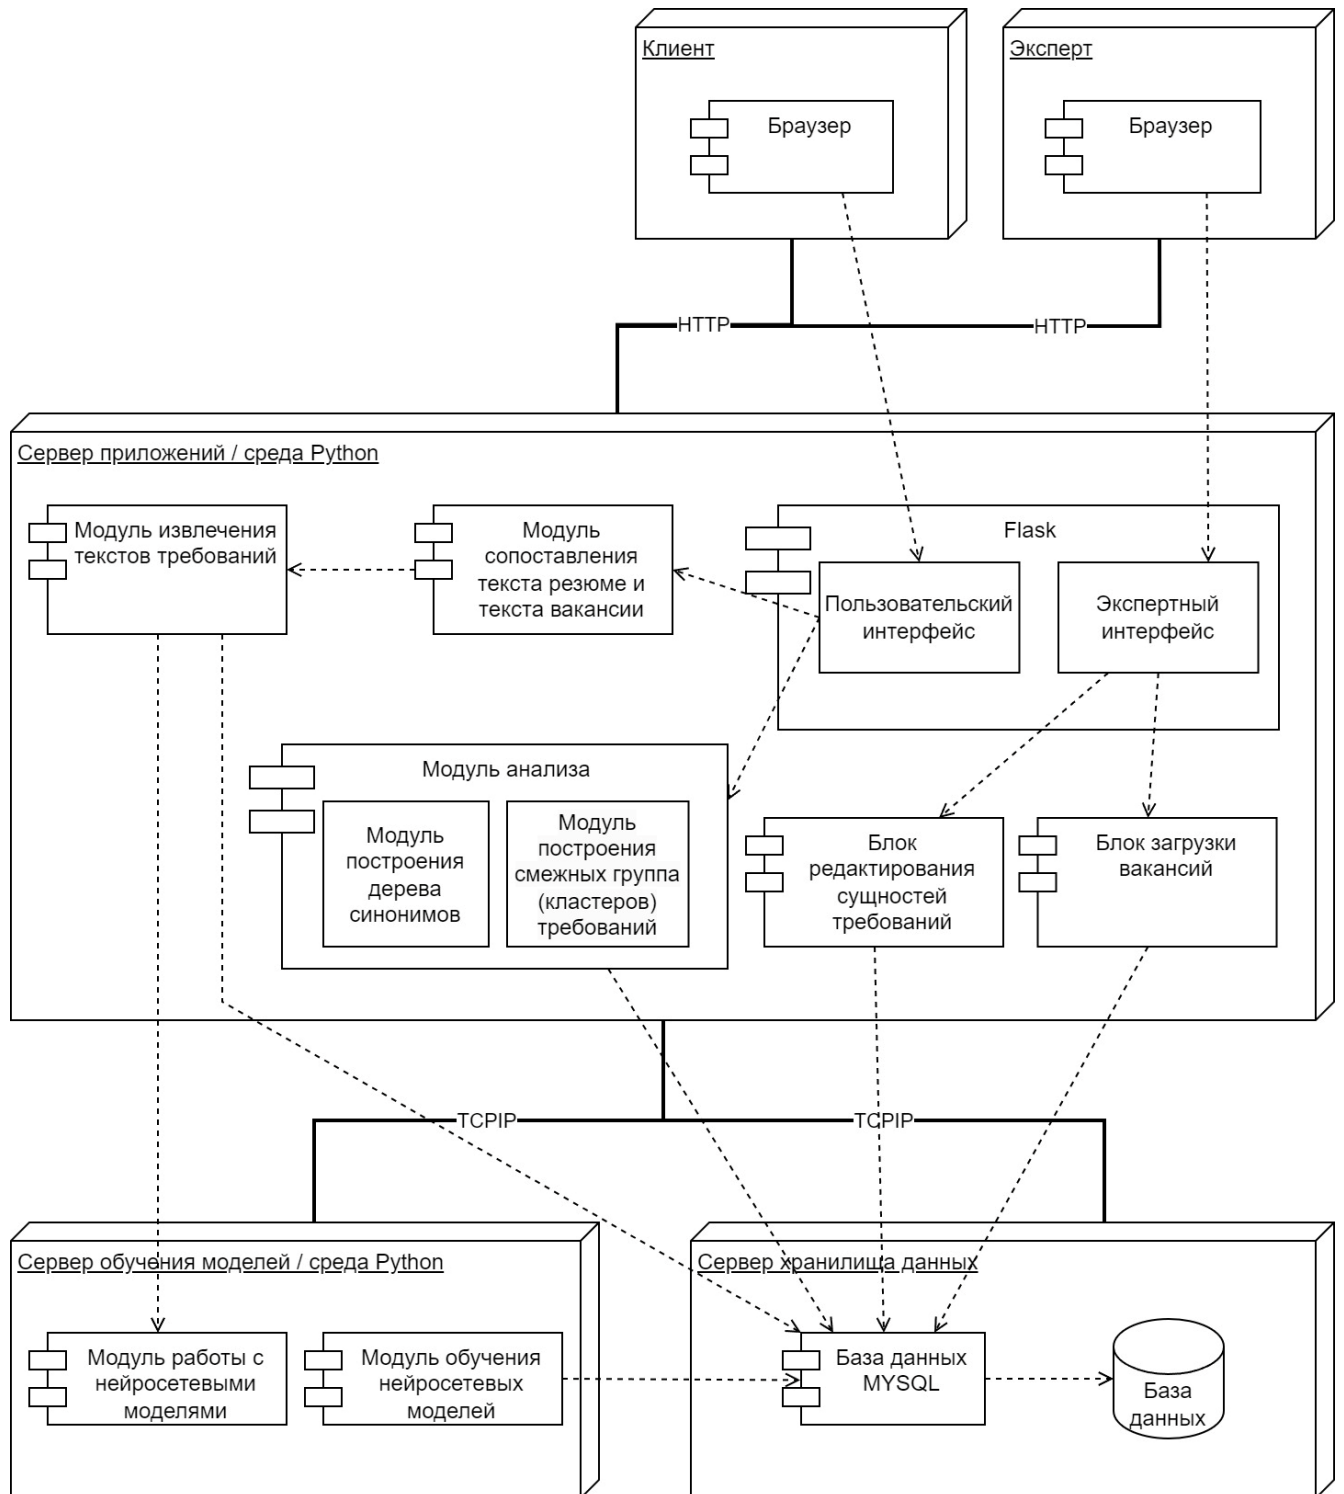 Клиент
Эксперт
Браузер
Браузер
HTTP
HTTP
Сервер приложений / среда Python
Модуль извлечения
текстов требований
Модуль
сопоставления
текста резюме и
текста вакансии
Flask
Пользовательский
интерфейс
Экспертный
интерфейс
Модуль анализа
Модуль
построения
дерева
синонимов
Модуль
построения
смежных группа
(кластеров)
требований
Блок
редактирования
сущностей
требований
Блок загрузки
вакансий
TCPIP
TCPIP
Сервер обучения моделей / среда Python
Сервер хранилища данных
Модуль работы с
нейросетевыми
моделями
Модуль обучения
нейросетевых
моделей
База данных
MYSQL
База
данных